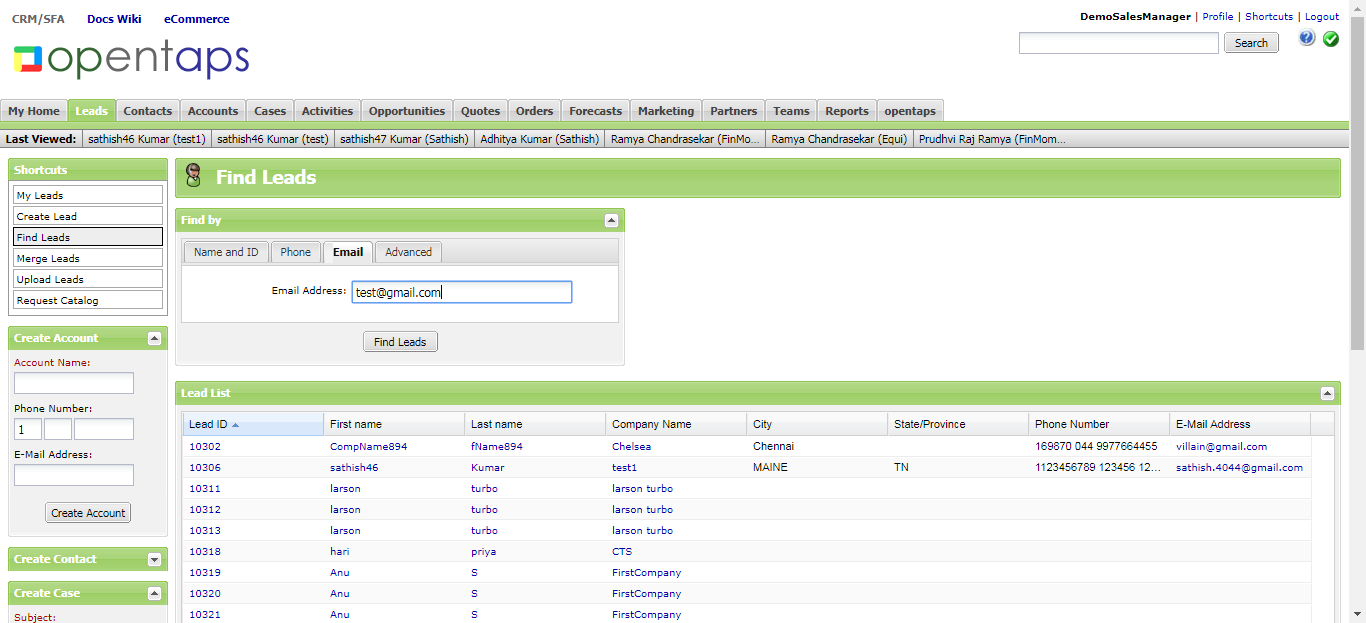 CRM/SFA Docs Wiki eCommerce
DemoSalesManager | Profile | Shortcuts | Logout
opentaps
Search
My Home Leads Contacts Accounts Cases Activities Opportunities Quotes Orders Forecasts Marketing Partners Teams Reports opentaps
Last Viewed: sathish46 Kumar (test1) sathish46 Kumar (test) sathish47 Kumar (Sathish) Adhitya Kumar (Sathish) Ramya Chandrasekar (FinMo... Ramya Chandrasekar (Equi) Prudhvi Raj Ramya (FinMom...
Shortcuts
My Leads
Create Lead
Find Leads
Merge Leads
Upload Leads
Request Catalog
Create Account
Account Name:
Phone Number:
1
E-Mail Address:
Create Account
Create Contact
Create Case
Subject:
Find Leads
Find by
Name and ID Phone Email Advanced
Email Address: test@gmail.com
Find Leads
Lead List
Lead ID First name Last name Company Name City State/Province Phone Number E-Mail Address
10302 CompName894 fName894 Chelsea Chennai 169870 044 9977664455 villain@gmail.com
10306 sathish46 Kumar test1 MAINE TN 1123456789 123456 12... sathish.4044@gmail.com
10311 larson turbo larson turbo
10312 larson turbo larson turbo
10313 larson turbo larson turbo
10318 hari priya CTS
10319 Anu S FirstCompany
10320 Anu S FirstCompany
10321 Anu S FirstCompany